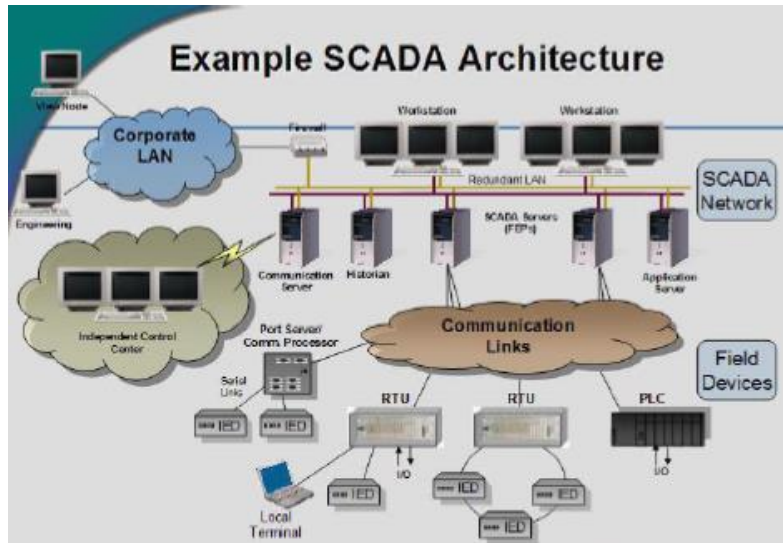 Example SCADA Architecture
View Node
Corporate
LAN
Firewall
Workstation
Workstation
Redundant LAN
SCADA
Network
Engineering
SCADA Servers
(FEPs)
Communication
Server
Historian
Application
Server
Independent Control
Center
Port Server/
Comm. Processor
Communication
Links
Field
Devices
Serial
Links
RTU
RTU
PLC
IED
IED
I/O
I/O
IED
IED
IED
IED
Local
Terminal